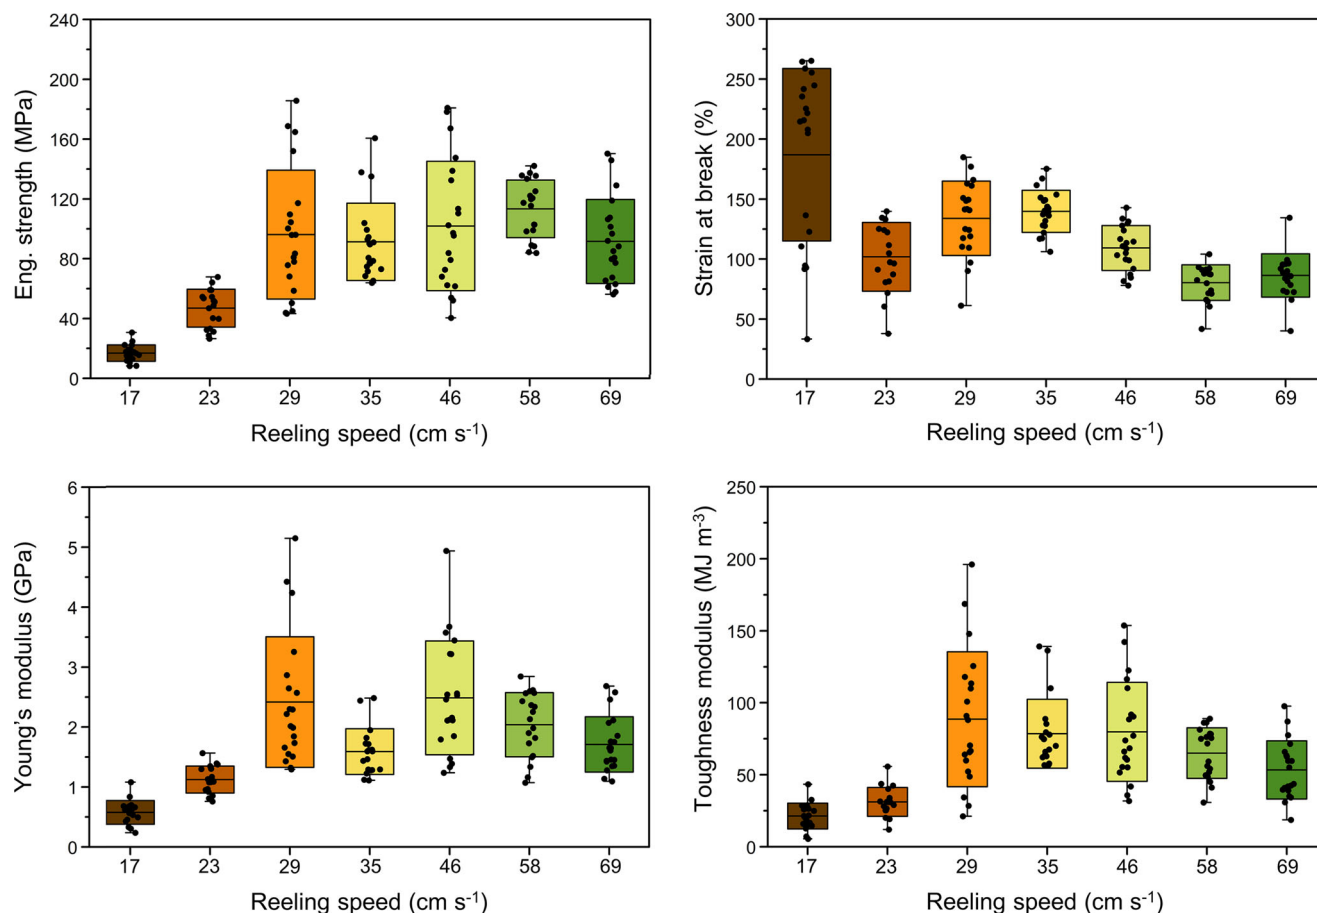 Eng. strength (MPa)
240
200
160
120
80
40
0
17 23 29 35 46 58 69
Reeling speed (cm s⁻¹)
Strain at break (%)
300
250
200
150
100
50
0
17 23 29 35 46 58 69
Reeling speed (cm s⁻¹)
Young's modulus (GPa)
6
5
4
3
2
1
0
17 23 29 35 46 58 69
Reeling speed (cm s⁻¹)
Toughness modulus (MJ m⁻³)
250
200
150
100
50
0
17 23 29 35 46 58 69
Reeling speed (cm s⁻¹)